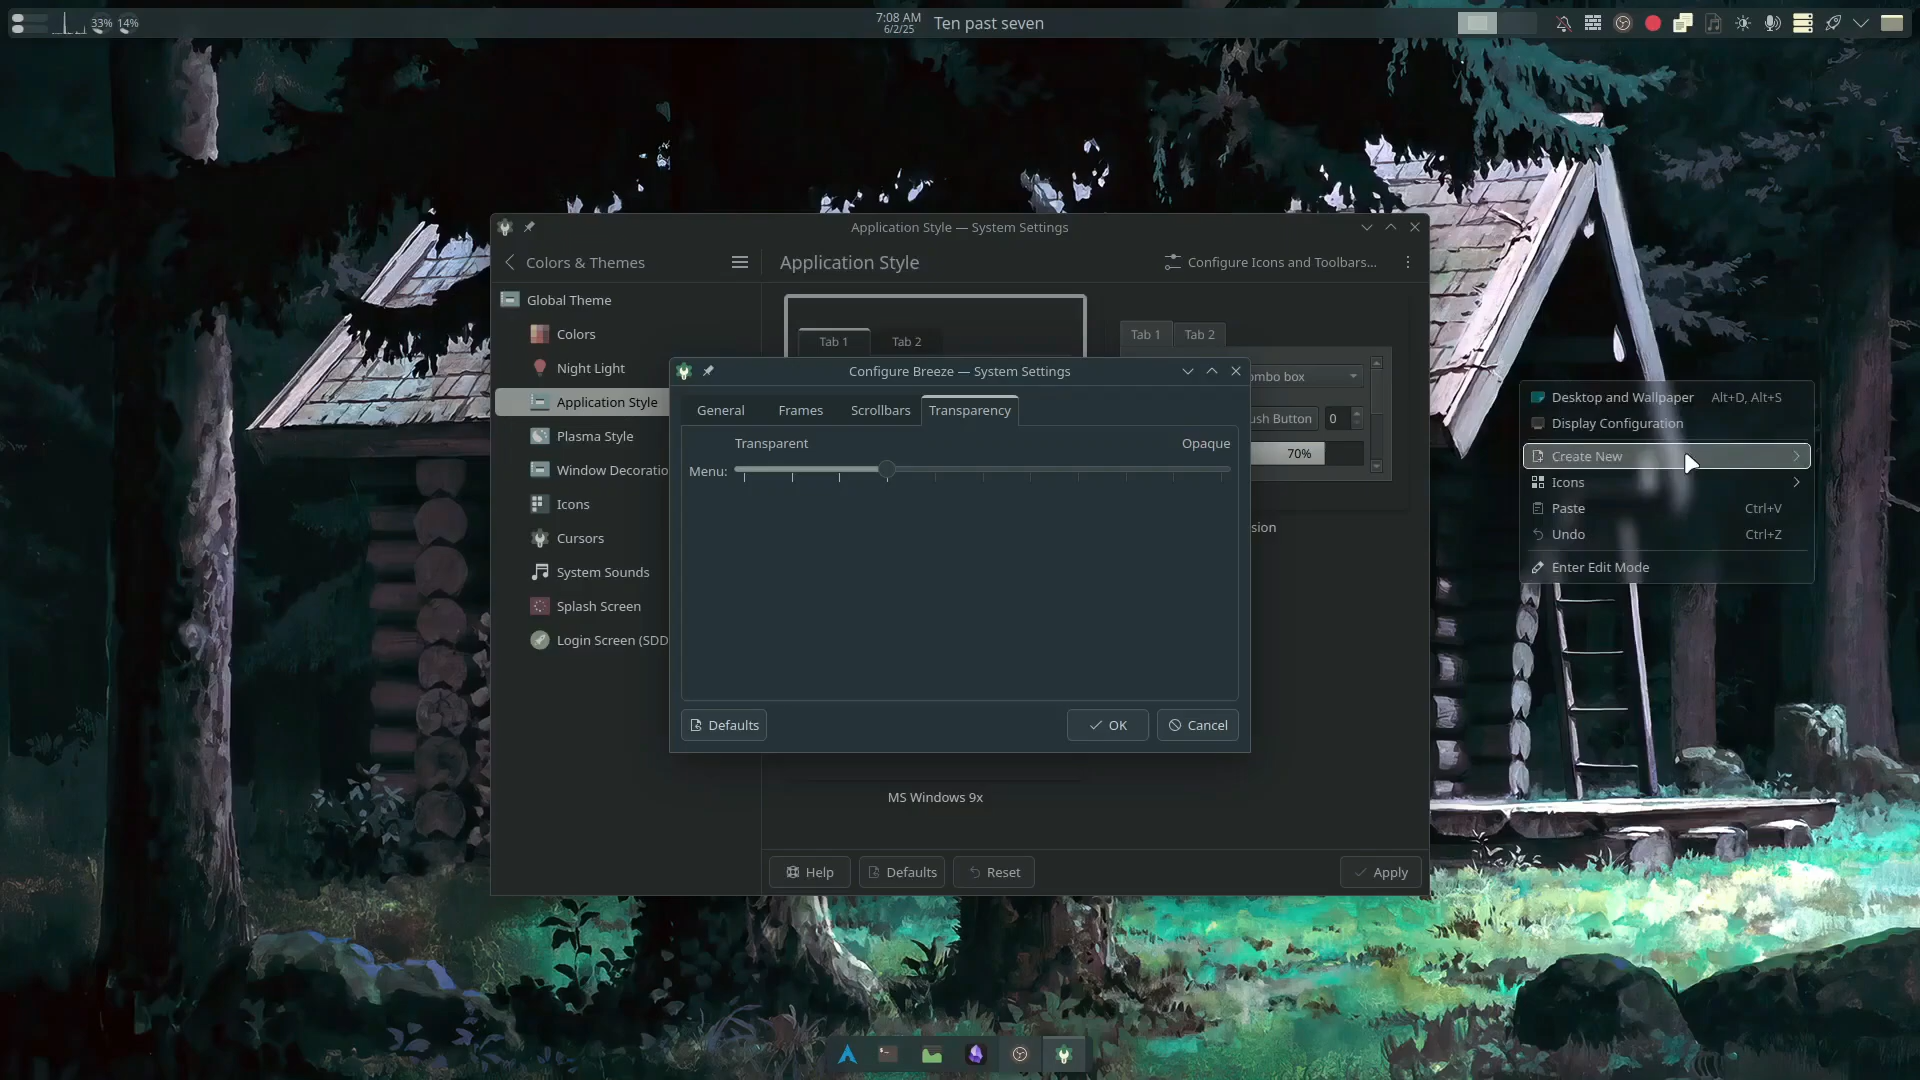 33% 14%
7:08 AM
6/2/25
Ten past seven
Application Style — System Settings
Colors & Themes
Application Style
Configure Icons and Toolbars...
Global Theme
Colors
Night Light
Application Style
Plasma Style
Window Decoratio
Icons
Cursors
System Sounds
Splash Screen
Login Screen (SDD
Tab 1
Tab 2
Tab 1
Tab 2
ombo box
ush Button
0
70%
sion
MS Windows 9x
Help
Defaults
Reset
Apply
Configure Breeze — System Settings
General
Frames
Scrollbars
Transparency
Transparent
Opaque
Menu:
Defaults
OK
Cancel
Desktop and Wallpaper Alt+D, Alt+S
Display Configuration
Create New
Icons
Paste Ctrl+V
Undo Ctrl+Z
Enter Edit Mode